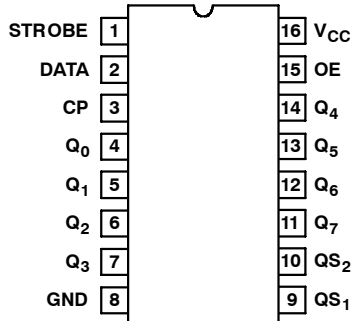 STROBE 1 16 VCC
DATA 2 15 OE
CP 3 14 Q4
Q0 4 13 Q5
Q1 5 12 Q6
Q2 6 11 Q7
Q3 7 10 QS2
GND 8 9 QS1